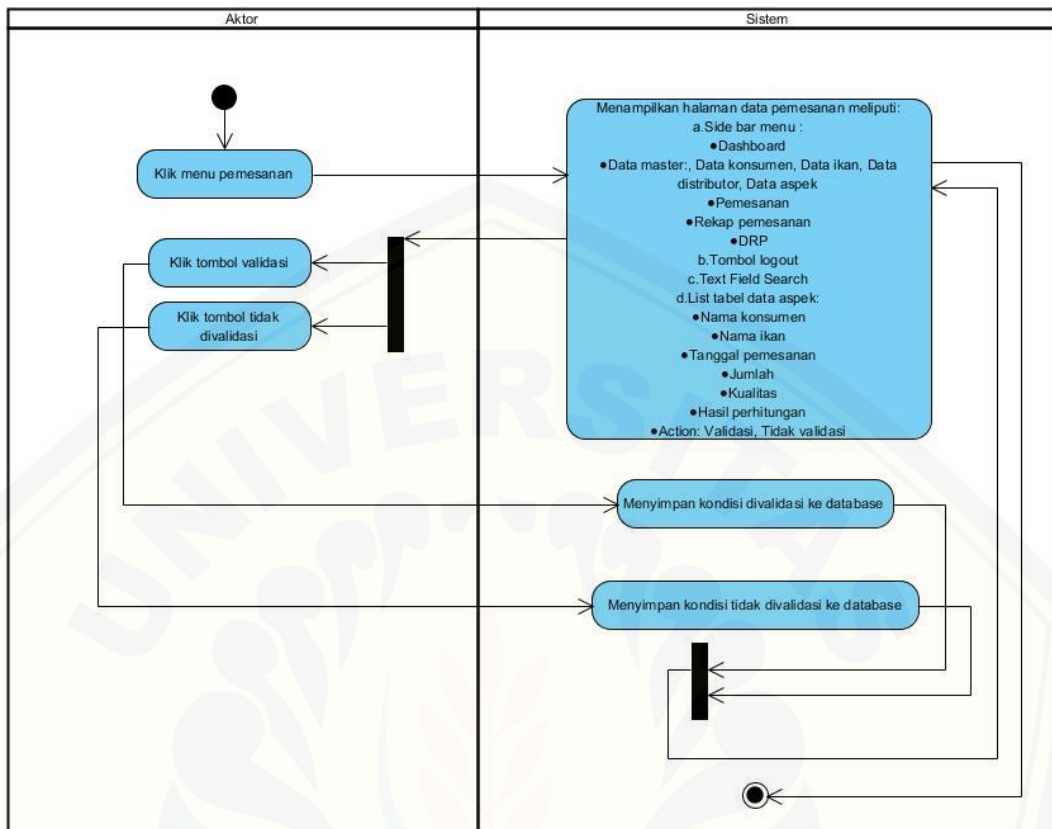 Aktor
Sistem
Klik menu pemesanan
Menampilkan halaman data pemesanan meliputi:
a.Side bar menu :
●Dashboard
●Data master:, Data konsumen, Data ikan, Data
distributor, Data aspek
●Pemesanan
●Rekap pemesanan
●DRP
b.Tombol logout
c.Text Field Search
d.List tabel data aspek:
●Nama konsumen
●Nama ikan
●Tanggal pemesanan
●Jumlah
●Kualitas
●Hasil perhitungan
●Action: Validasi, Tidak validasi
Klik tombol validasi
Klik tombol tidak
divalidasi
Menyimpan kondisi divalidasi ke database
Menyimpan kondisi tidak divalidasi ke database
UNIVERSITAS